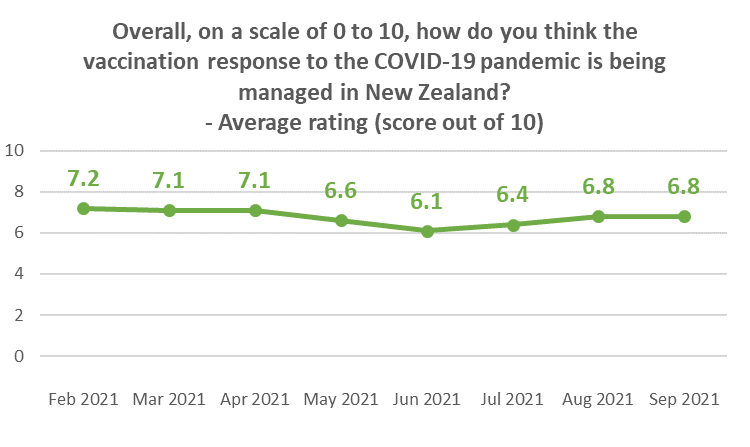 Overall, on a scale of 0 to 10, how do you think the
vaccination response to the COVID-19 pandemic is being
managed in New Zealand?
- Average rating (score out of 10)
10
8
6
4
2
0
7.2
7.1
7.1
6.6
6.1
6.4
6.8
6.8
Feb 2021
Mar 2021
Apr 2021
May 2021
Jun 2021
Jul 2021
Aug 2021
Sep 2021